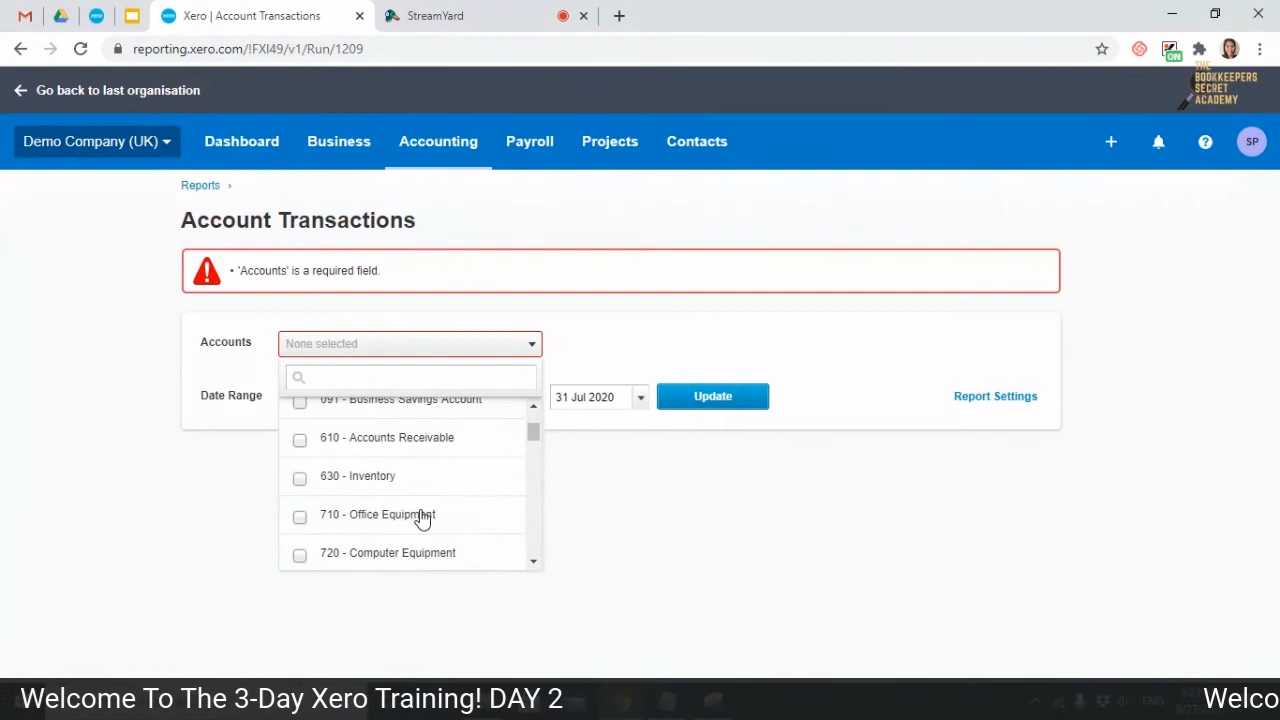 Xero | Account Transactions
StreamYard
reporting.xero.com/!FXI49/v1/Run/1209
ON
Go back to last organisation
THE
BOOKKEEPERS
SECRET
ACADEMY
Demo Company (UK)
Dashboard
Business
Accounting
Payroll
Projects
Contacts
SP
Reports
Account Transactions
• 'Accounts' is a required field.
Accounts
None selected
Date Range
31 Jul 2020
Update
Report Settings
091 - Business Savings Account
610 - Accounts Receivable
630 - Inventory
710 - Office Equipment
720 - Computer Equipment
Welcome To The 3-Day Xero Training! DAY 2
Welco
ENG